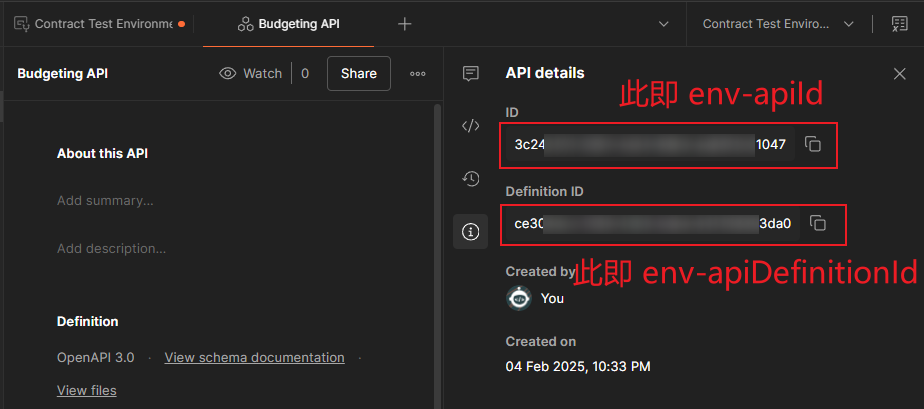 Contract Test Environme
Budgeting API
Contract Test Enviro...
Budgeting API
Watch
0
Share
API details
此即 env-apiId
ID
3c24
1047
Definition ID
ce30
3da0
此即 env-apiDefinitionId
Created by
You
Created on
04 Feb 2025, 10:33 PM
About this API
Add summary...
Add description...
Definition
OpenAPI 3.0 · View schema documentation ·
View files